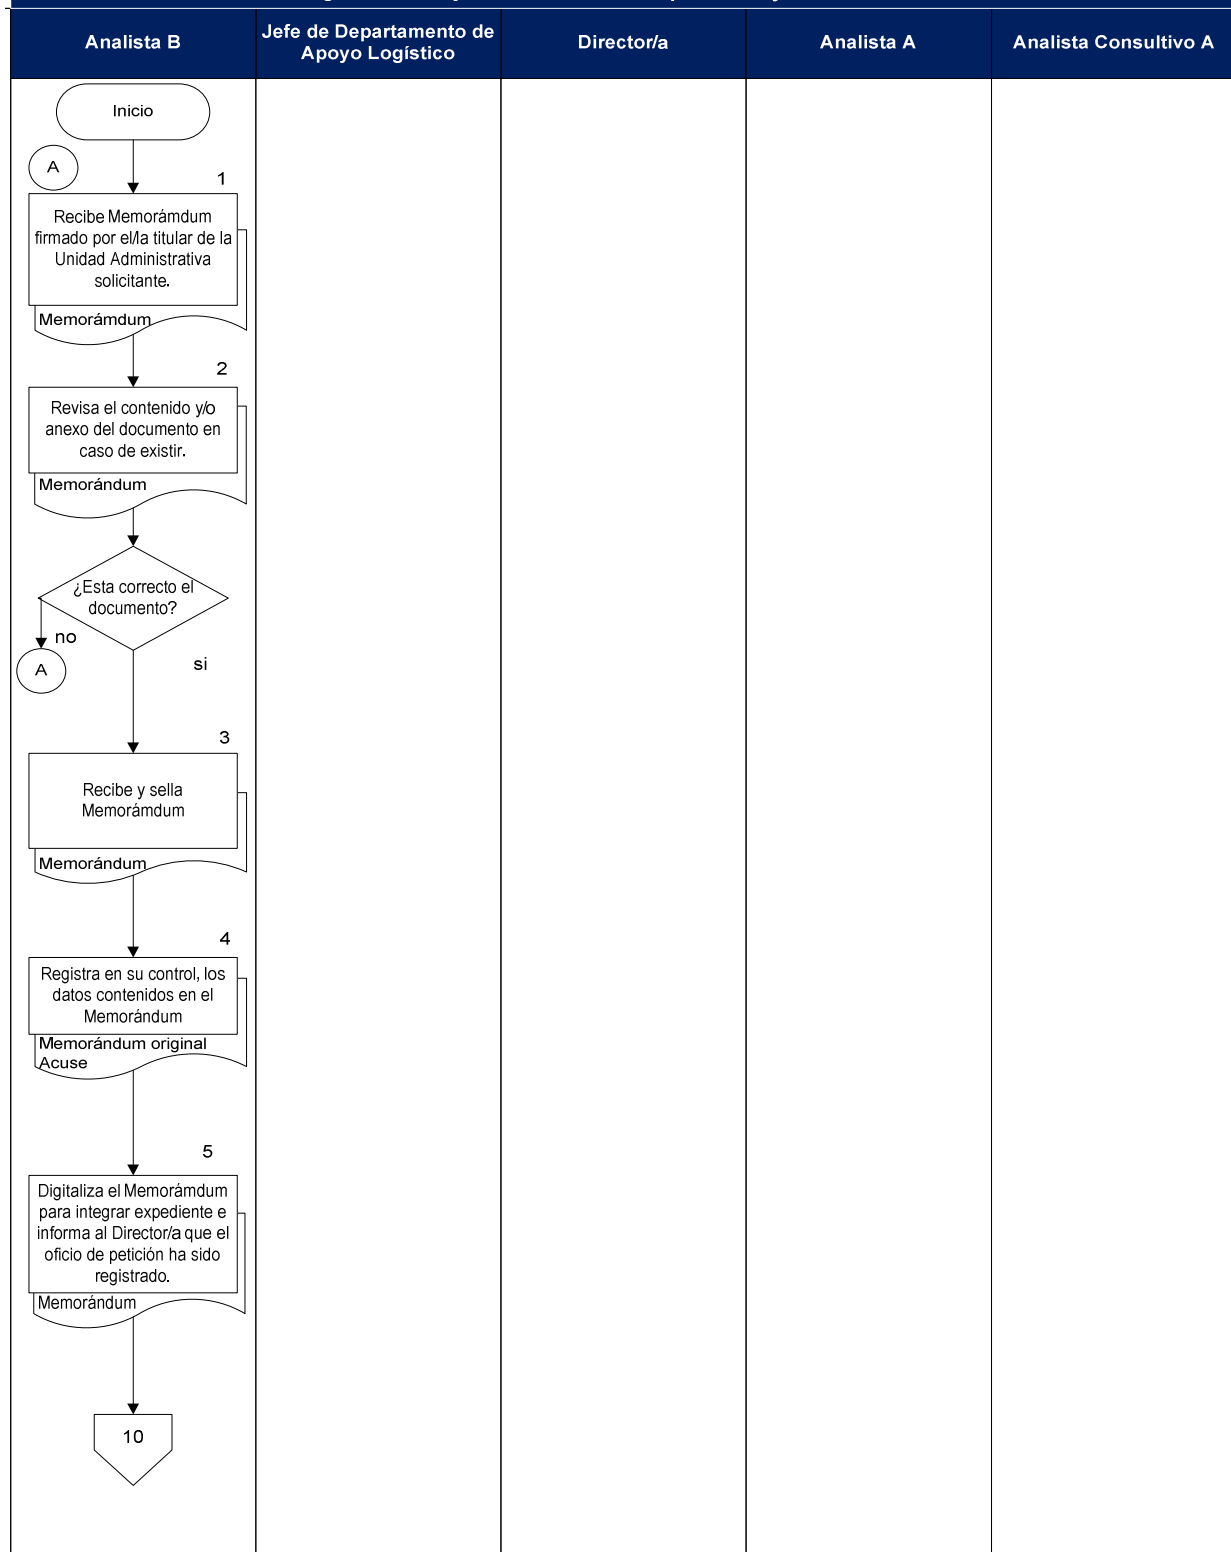 Analista B
Jefe de Departamento de
Apoyo Logístico
Director/a
Analista A
Analista Consultivo A
Inicio
A
1
Recibe Memorámdum
firmado por el/la titular de la
Unidad Administrativa
solicitante.
Memorámdum
2
Revisa el contenido y/o
anexo del documento en
caso de existir.
Memorándum
¿Esta correcto el
documento?
no
A
si
3
Recibe y sella
Memorámdum
Memorándum
4
Registra en su control, los
datos contenidos en el
Memorándum
Memorándum original
Acuse
5
Digitaliza el Memorámdum
para integrar expediente e
informa al Director/a que el
oficio de petición ha sido
registrado.
Memorándum
10